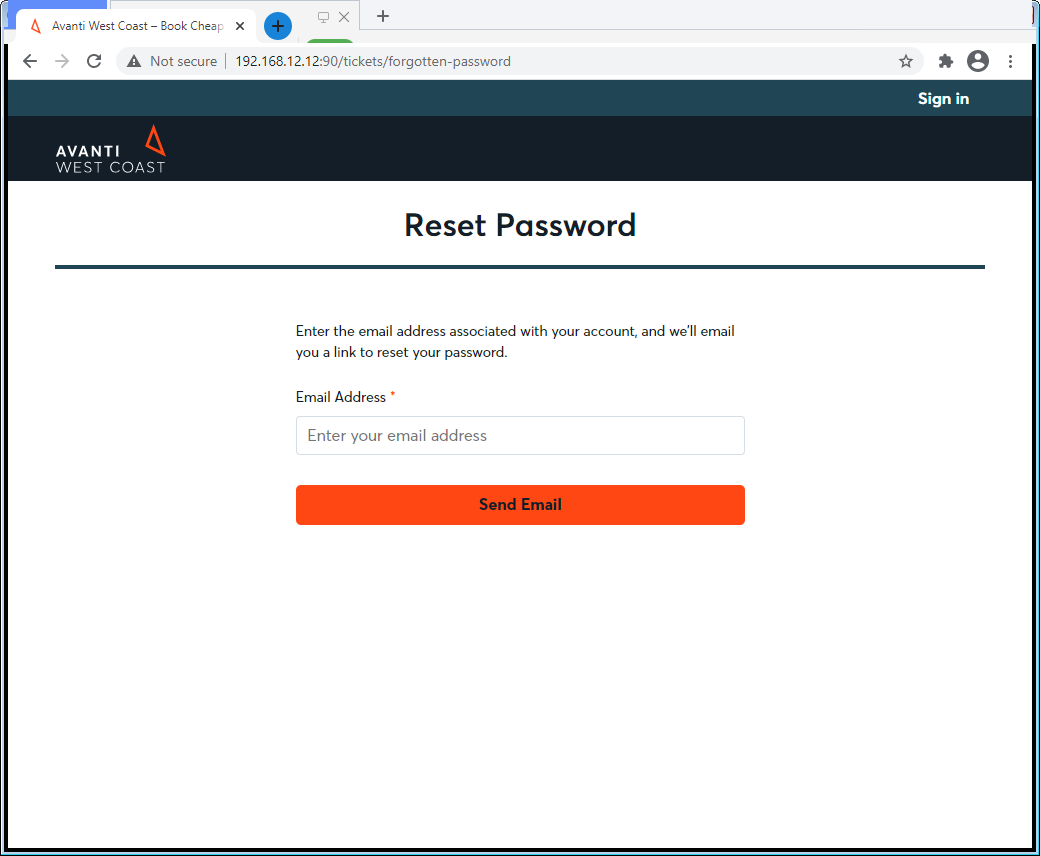 Avanti West Coast – Book Cheap
Not secure
192.168.12.12:90/tickets/forgotten-password
Sign in
AVANTI
WEST COAST
Reset Password
Enter the email address associated with your account, and we'll email
you a link to reset your password.
Email Address *
Enter your email address
Send Email